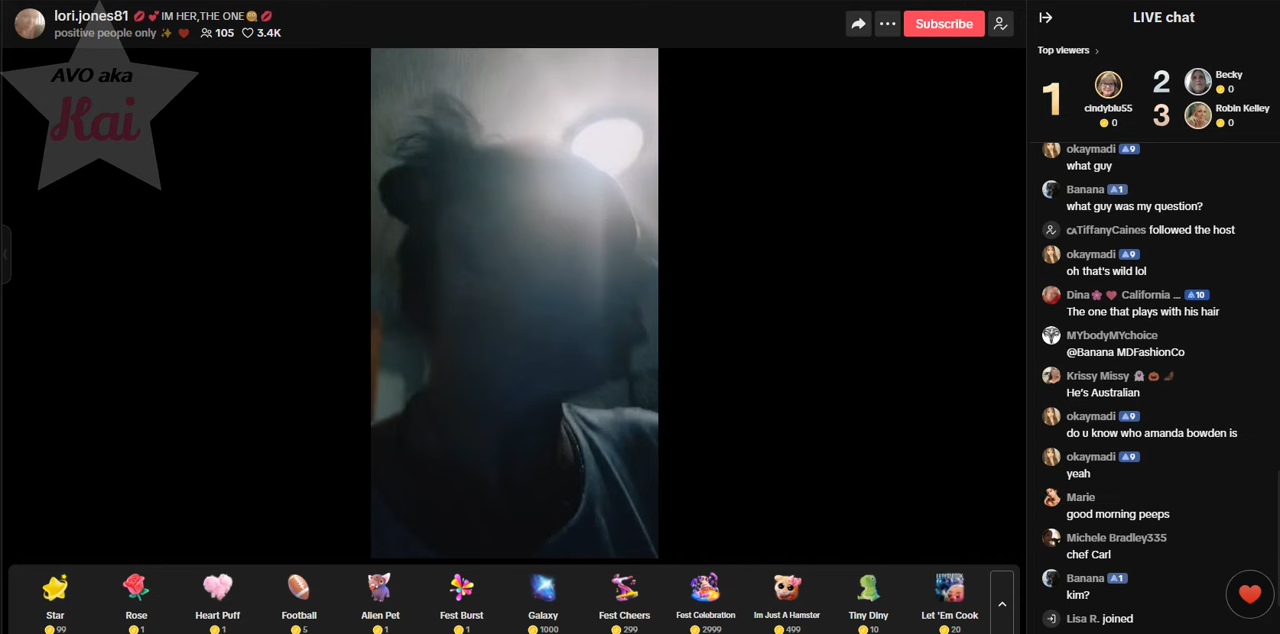 lori.jones81 💋💕IM HER,THE ONE🍪💋
positive people only ✨ ❤️ 105 3.4K
Subscribe
AVO aka
Kai
LIVE chat
Top viewers
1
cindyblu55
0
2
Becky
0
3
Robin Kelley
0
okaymadi 9
what guy
Banana 1
what guy was my question?
cᴀTiffanyCaines followed the host
okaymadi 9
oh that's wild lol
Dina🌸❤️ California ... 10
The one that plays with his hair
MYbodyMYchoice
@Banana MDFashionCo
Krissy Missy 👻🎃
He's Australian
okaymadi 9
do u know who amanda bowden is
okaymadi 9
yeah
Marie
good morning peeps
Michele Bradley335
chef Carl
Banana 1
kim?
Lisa R. joined
Star
99
Rose
1
Heart Puff
1
Football
5
Alien Pet
1
Fest Burst
1
Galaxy
1000
Fest Cheers
299
Fest Celebration
2999
Im Just A Hamstor
499
Tiny Diny
10
Let 'Em Cook
20